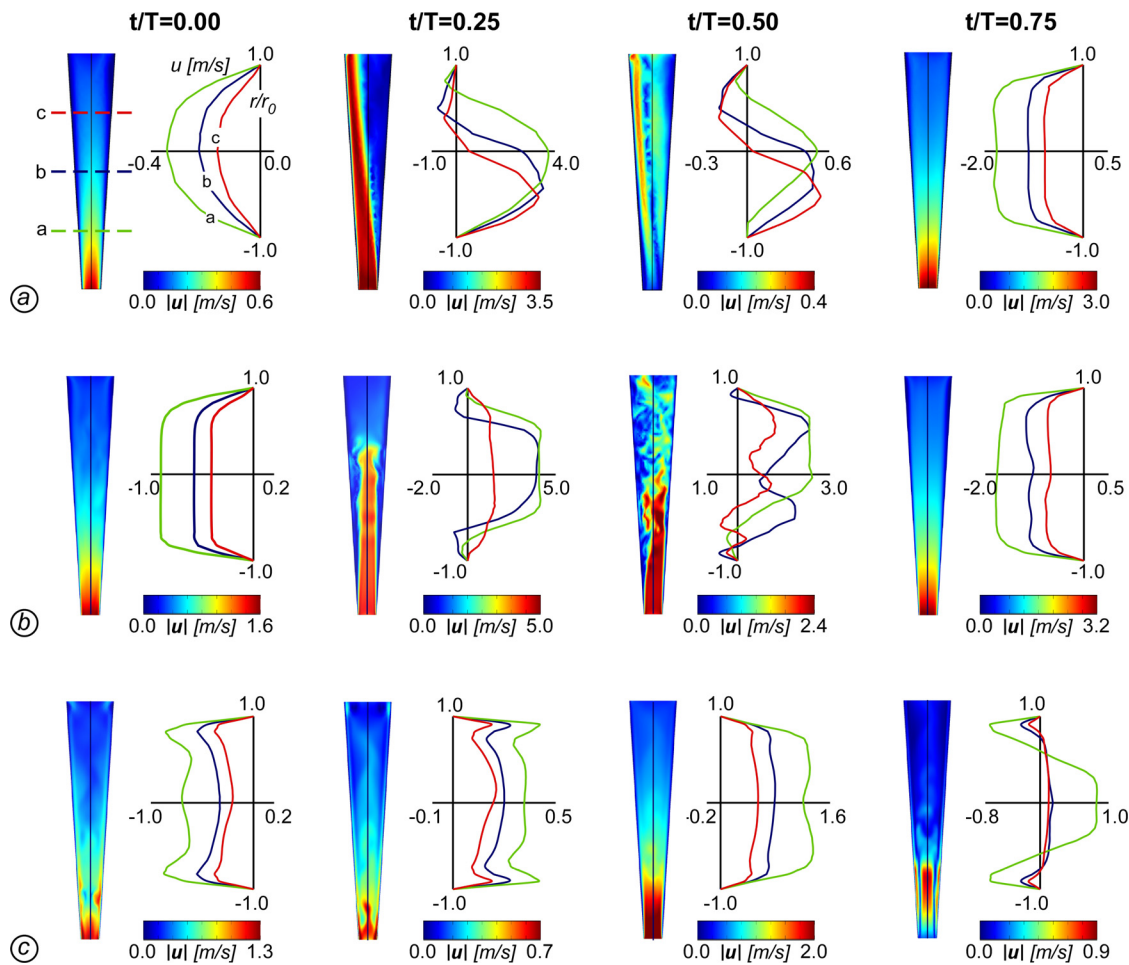 t/T=0.00 t/T=0.25 t/T=0.50 t/T=0.75
1.0 1.0 1.0 1.0
u [m/s]
r/r0
c
c
-0.4 0.0 -1.0 4.0 -0.3 0.6 -2.0 0.5
b
b
a
a
-1.0 -1.0 -1.0 -1.0
0.0 |u| [m/s] 0.6 0.0 |u| [m/s] 3.5 0.0 |u| [m/s] 0.4 0.0 |u| [m/s] 3.0
a
1.0 1.0 1.0 1.0
-1.0 0.2 -2.0 5.0 1.0 3.0 -2.0 0.5
-1.0 -1.0 -1.0 -1.0
0.0 |u| [m/s] 1.6 0.0 |u| [m/s] 5.0 0.0 |u| [m/s] 2.4 0.0 |u| [m/s] 3.2
b
1.0 1.0 1.0 1.0
-1.0 0.2 -0.1 0.5 -0.2 1.6 -0.8 1.0
-1.0 -1.0 -1.0 -1.0
0.0 |u| [m/s] 1.3 0.0 |u| [m/s] 0.7 0.0 |u| [m/s] 2.0 0.0 |u| [m/s] 0.9
c